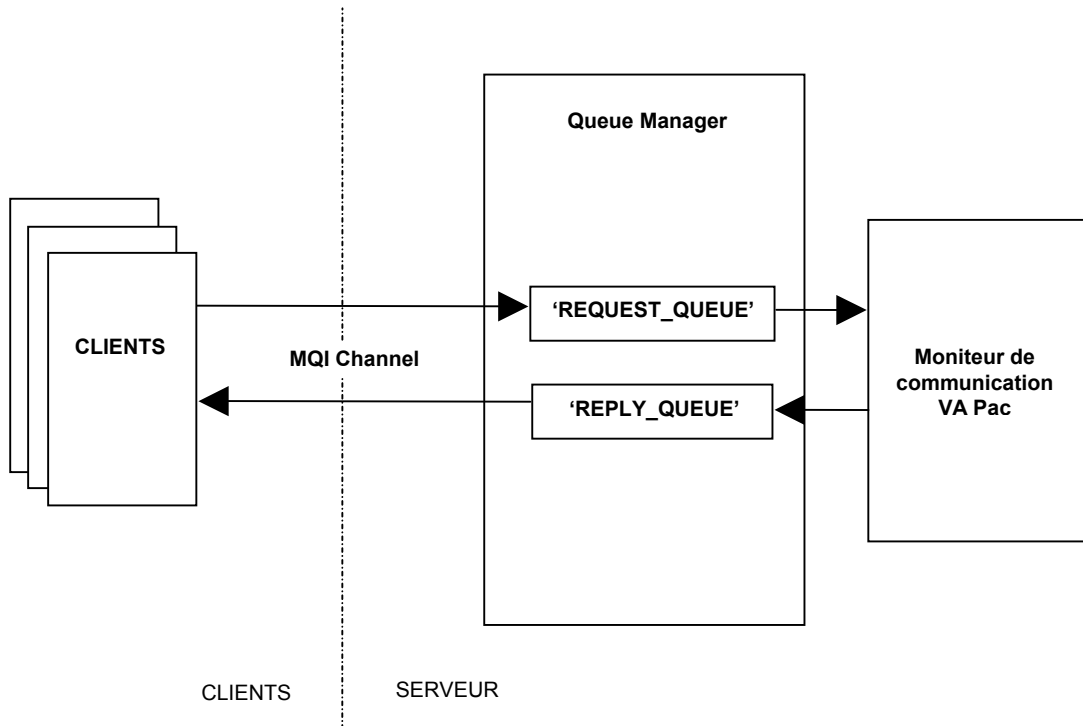 Queue Manager
‘REQUEST_QUEUE’
CLIENTS
MQI Channel
Moniteur de
communication
VA Pac
‘REPLY_QUEUE’
CLIENTS
SERVEUR